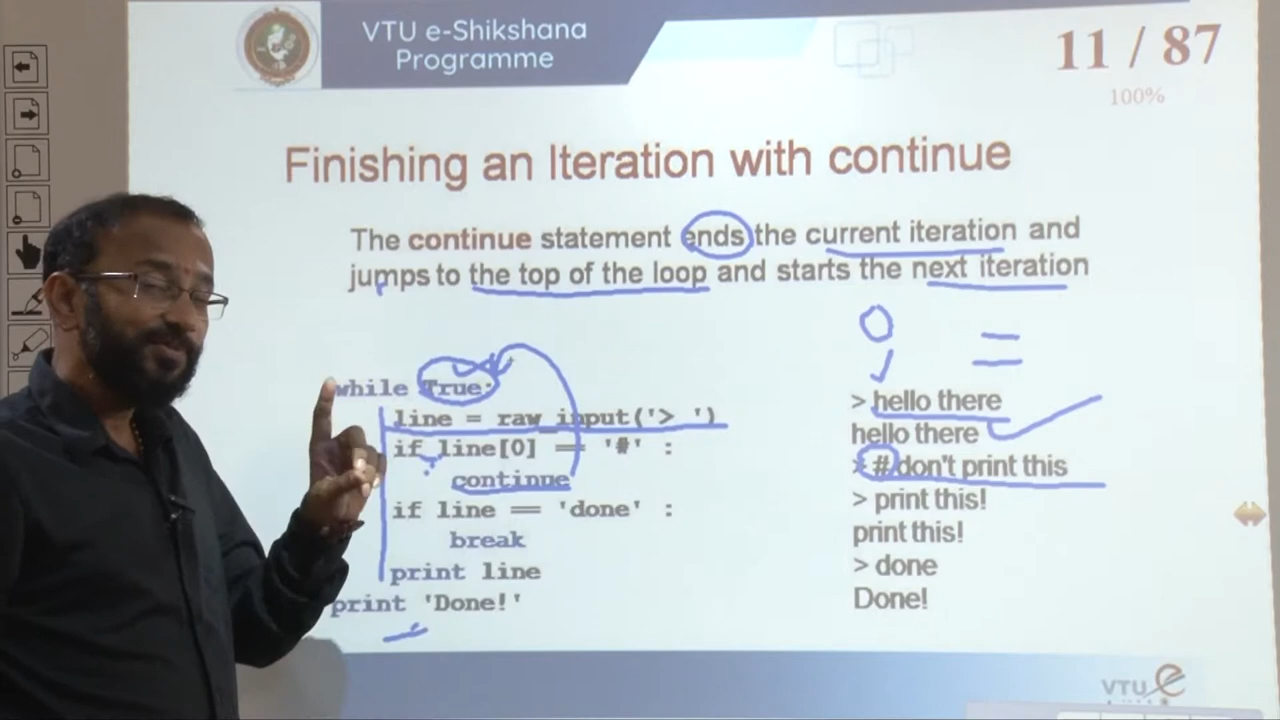 VTU e-Shikshana
Programme
11 / 87
100%
Finishing an Iteration with continue
The continue statement ends the current iteration and
jumps to the top of the loop and starts the next iteration
while True:
line = raw_input('> ')
if line[0] == '#' :
continue
if line == 'done' :
break
print line
print 'Done!'
> hello there
hello there
> # don't print this
> print this!
print this!
> done
Done!
VTU e